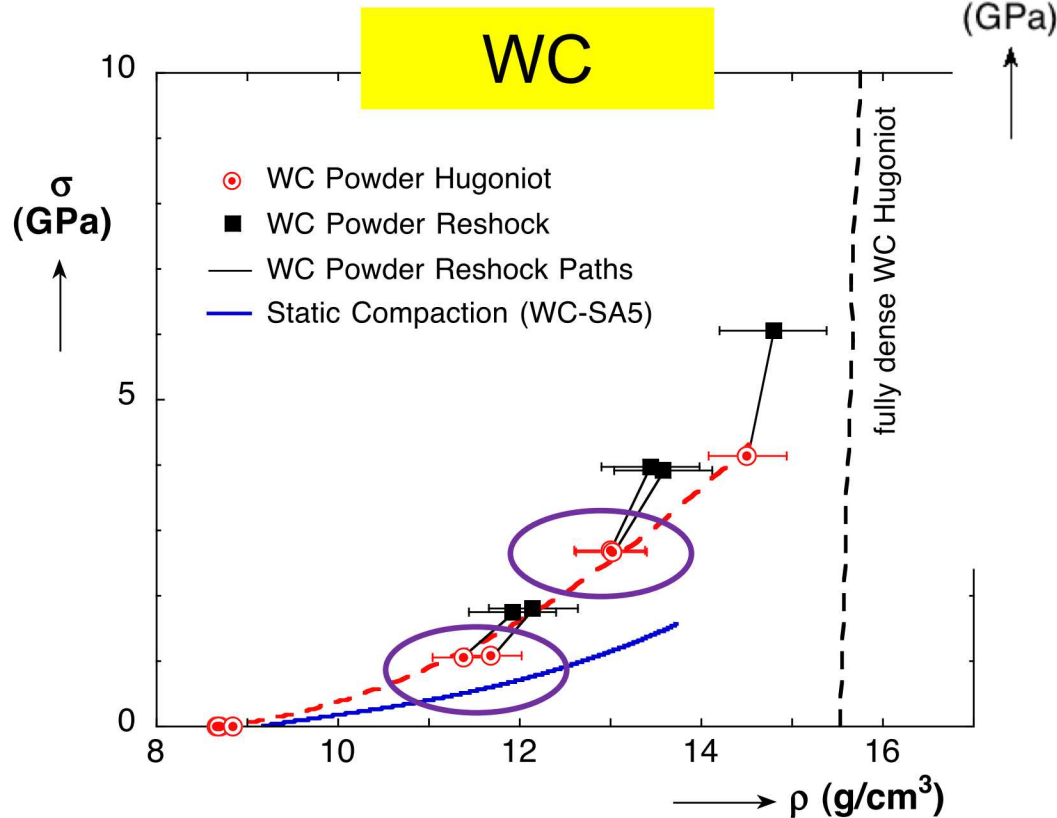 WC
(GPa)
10
WC Powder Hugoniot
WC Powder Reshock
WC Powder Reshock Paths
Static Compaction (WC-SA5)
σ
(GPa)
fully dense WC Hugoniot
5
0
8
10
12
14
16
ρ (g/cm³)